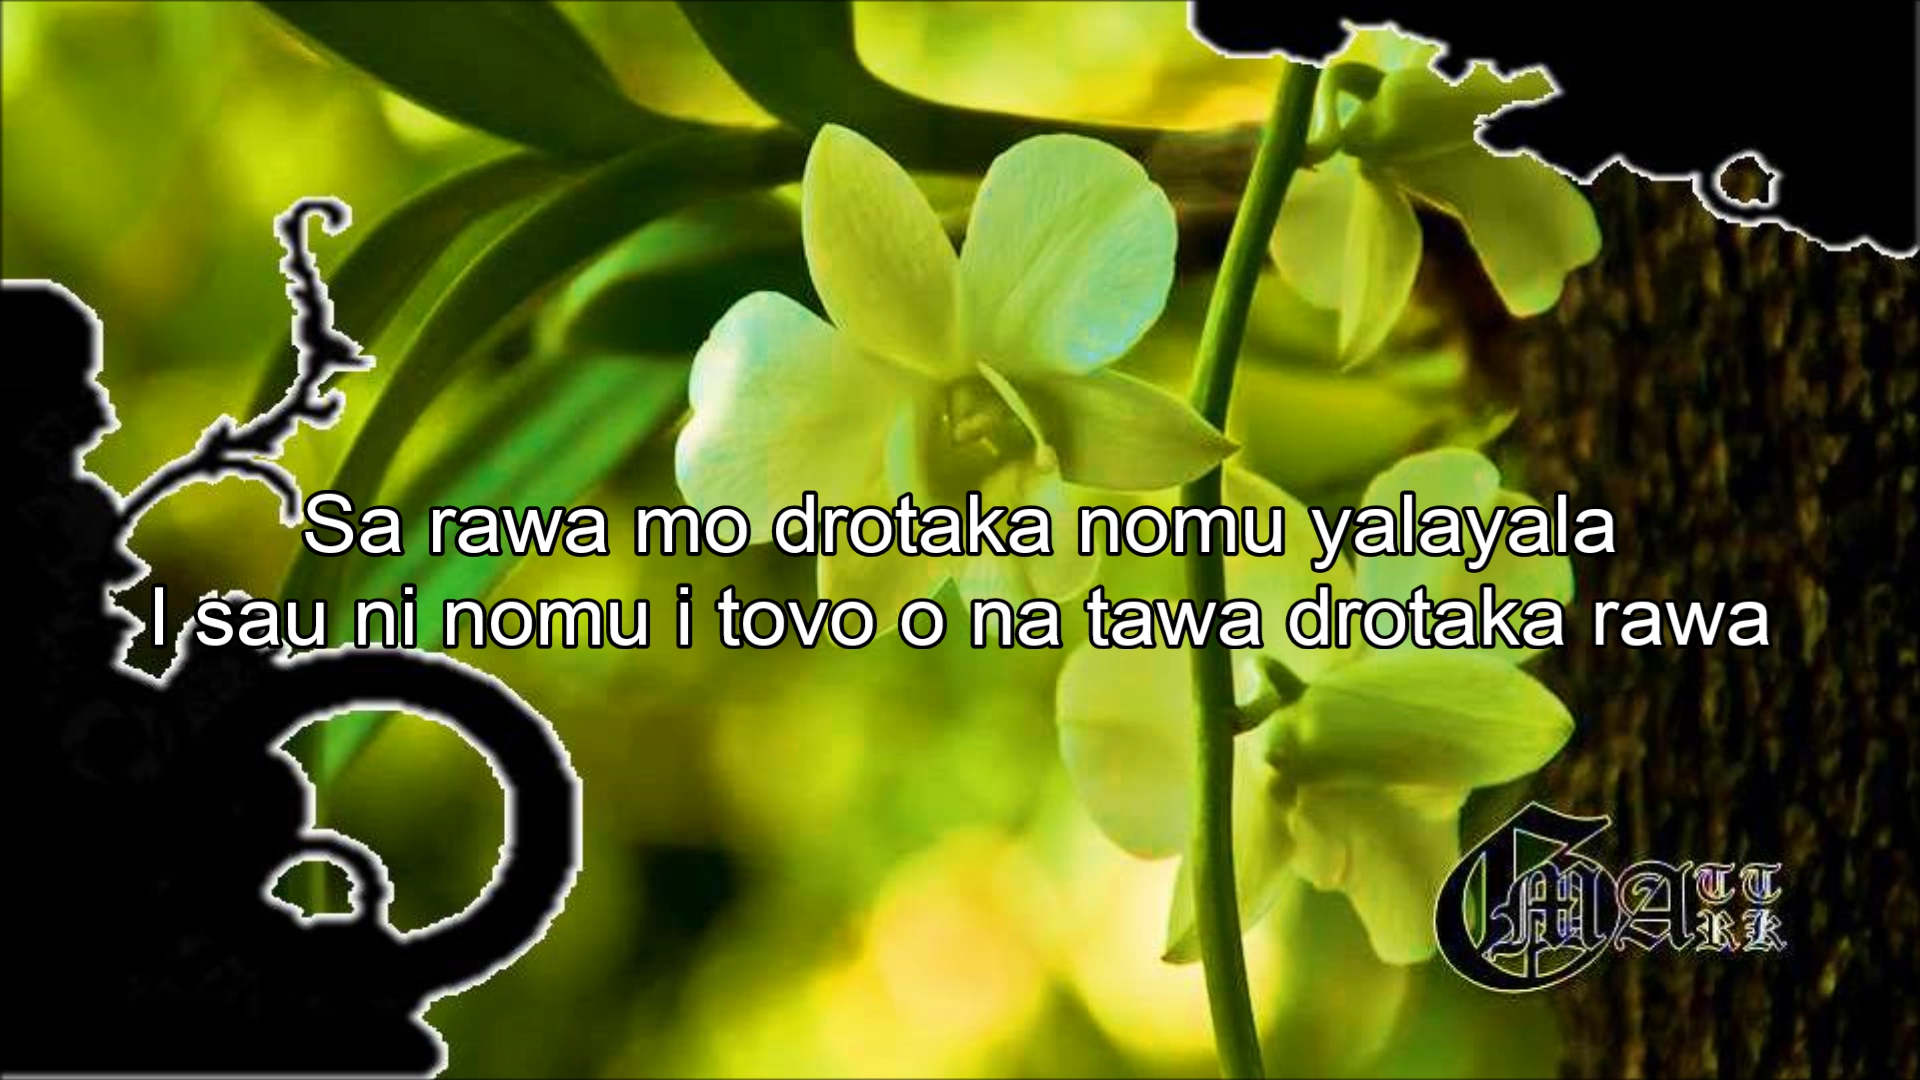 Sa rawa mo drotaka nomu yalayala
I sau ni nomu i tovo o na tawa drotaka rawa